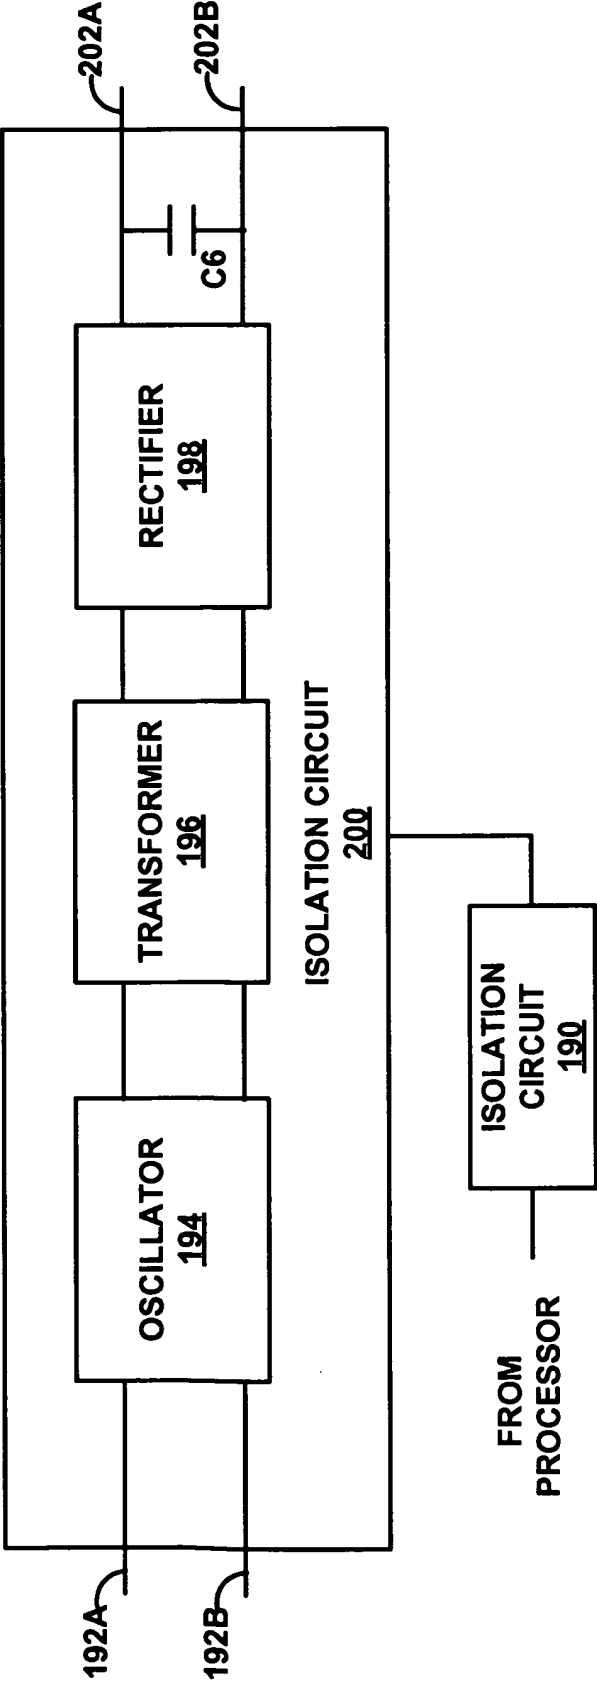 192A
192B
OSCILLATOR
194
TRANSFORMER
196
RECTIFIER
198
C6
202A
202B
ISOLATION CIRCUIT
200
FROM
PROCESSOR
ISOLATION
CIRCUIT
190